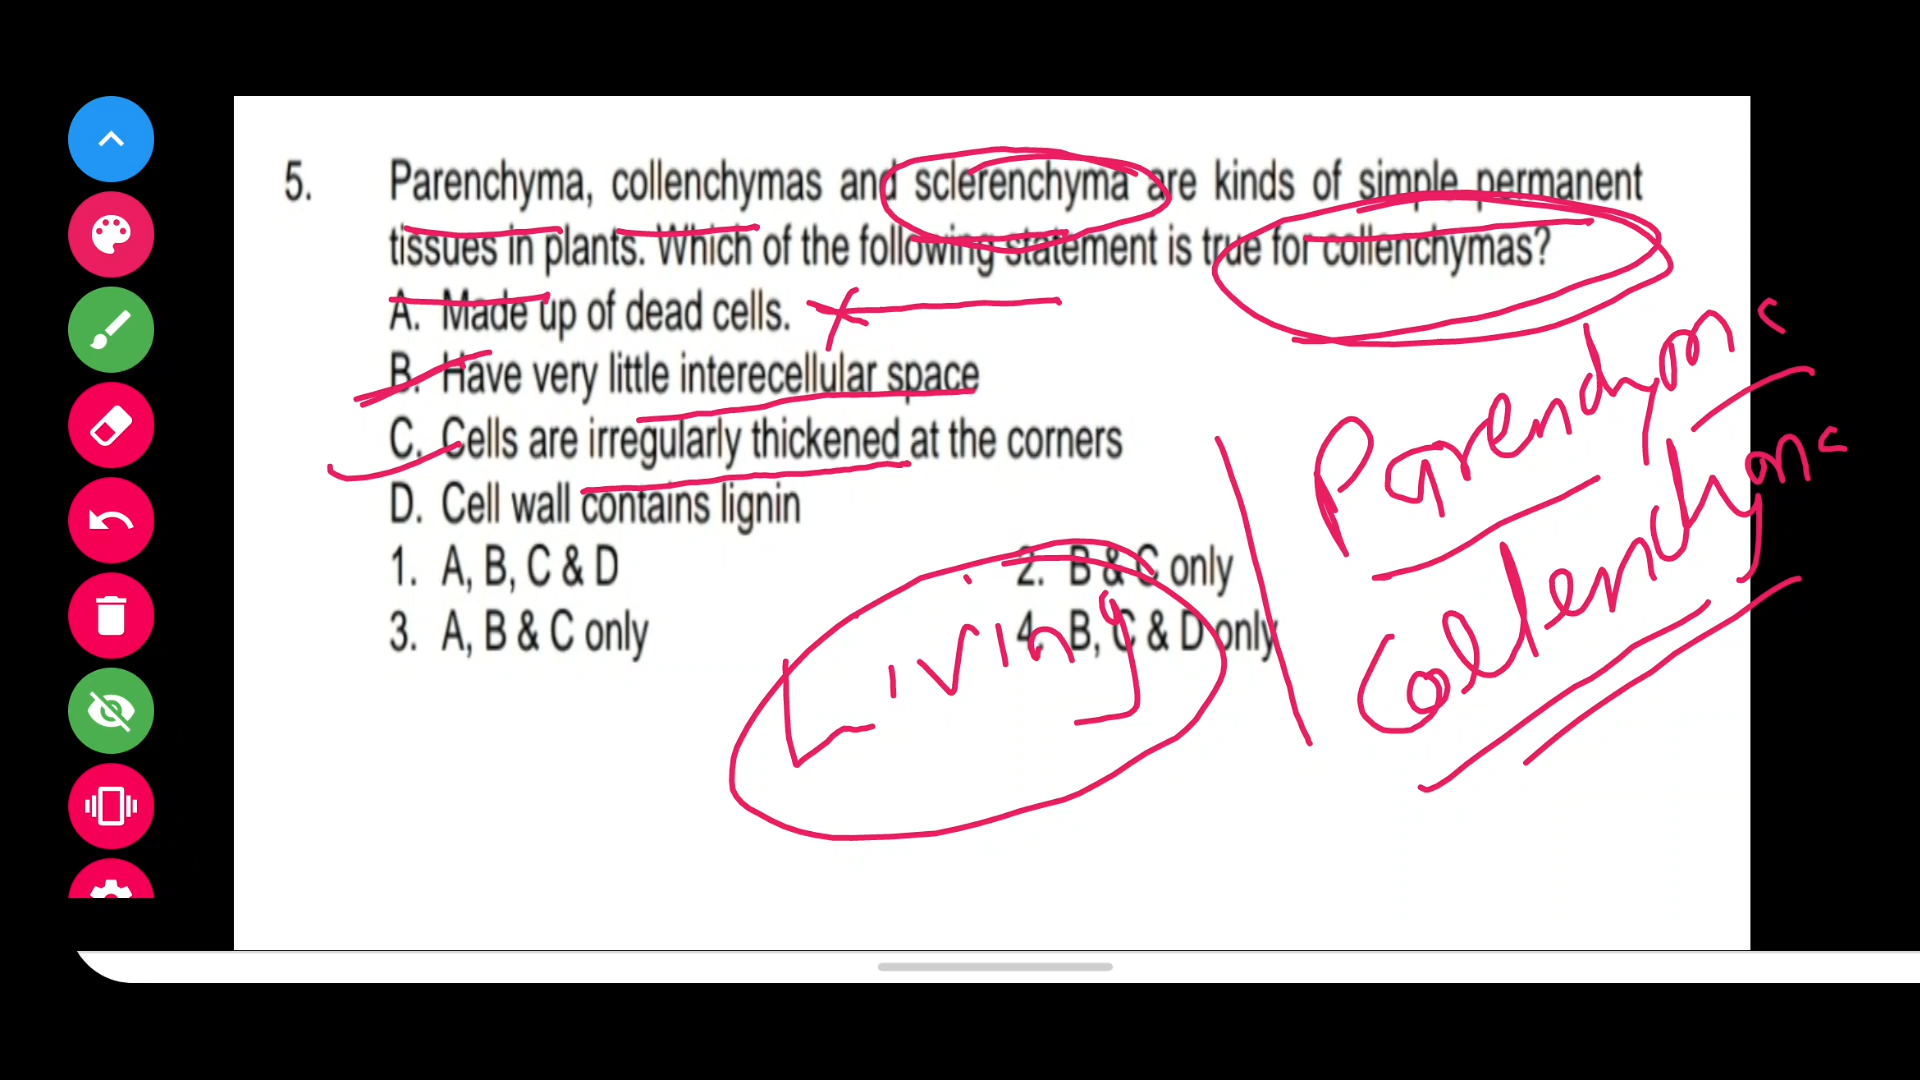 5. Parenchyma, collenchymas and sclerenchyma are kinds of simple permanent
tissues in plants. Which of the following statement is true for collenchymas?
A. Made up of dead cells.
B. Have very little interecellular space
C. Cells are irregularly thickened at the corners
D. Cell wall contains lignin
1. A, B, C & D 2. B & C only
3. A, B & C only 4. B, C & D only
Living
Parenchyma
Collenchyma